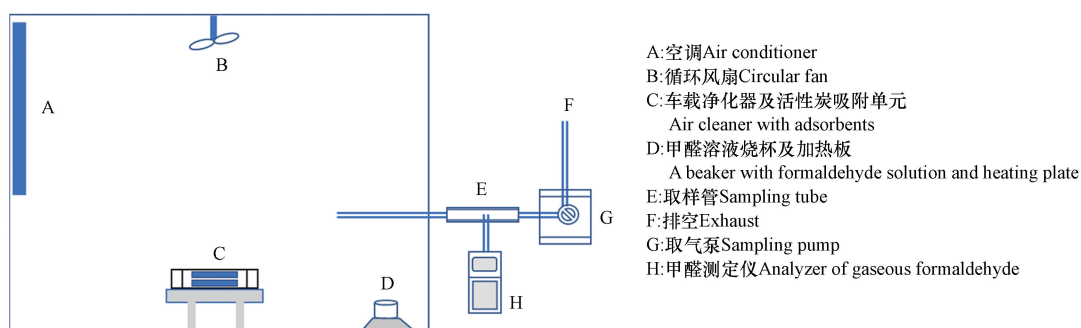 A
B
C
D
E
F
G
H
A:空调Air conditioner
B:循环风扇Circular fan
C:车载净化器及活性炭吸附单元
Air cleaner with adsorbents
D:甲醛溶液烧杯及加热板
A beaker with formaldehyde solution and heating plate
E:取样管Sampling tube
F:排空Exhaust
G:取气泵Sampling pump
H:甲醛测定仪Analyzer of gaseous formaldehyde